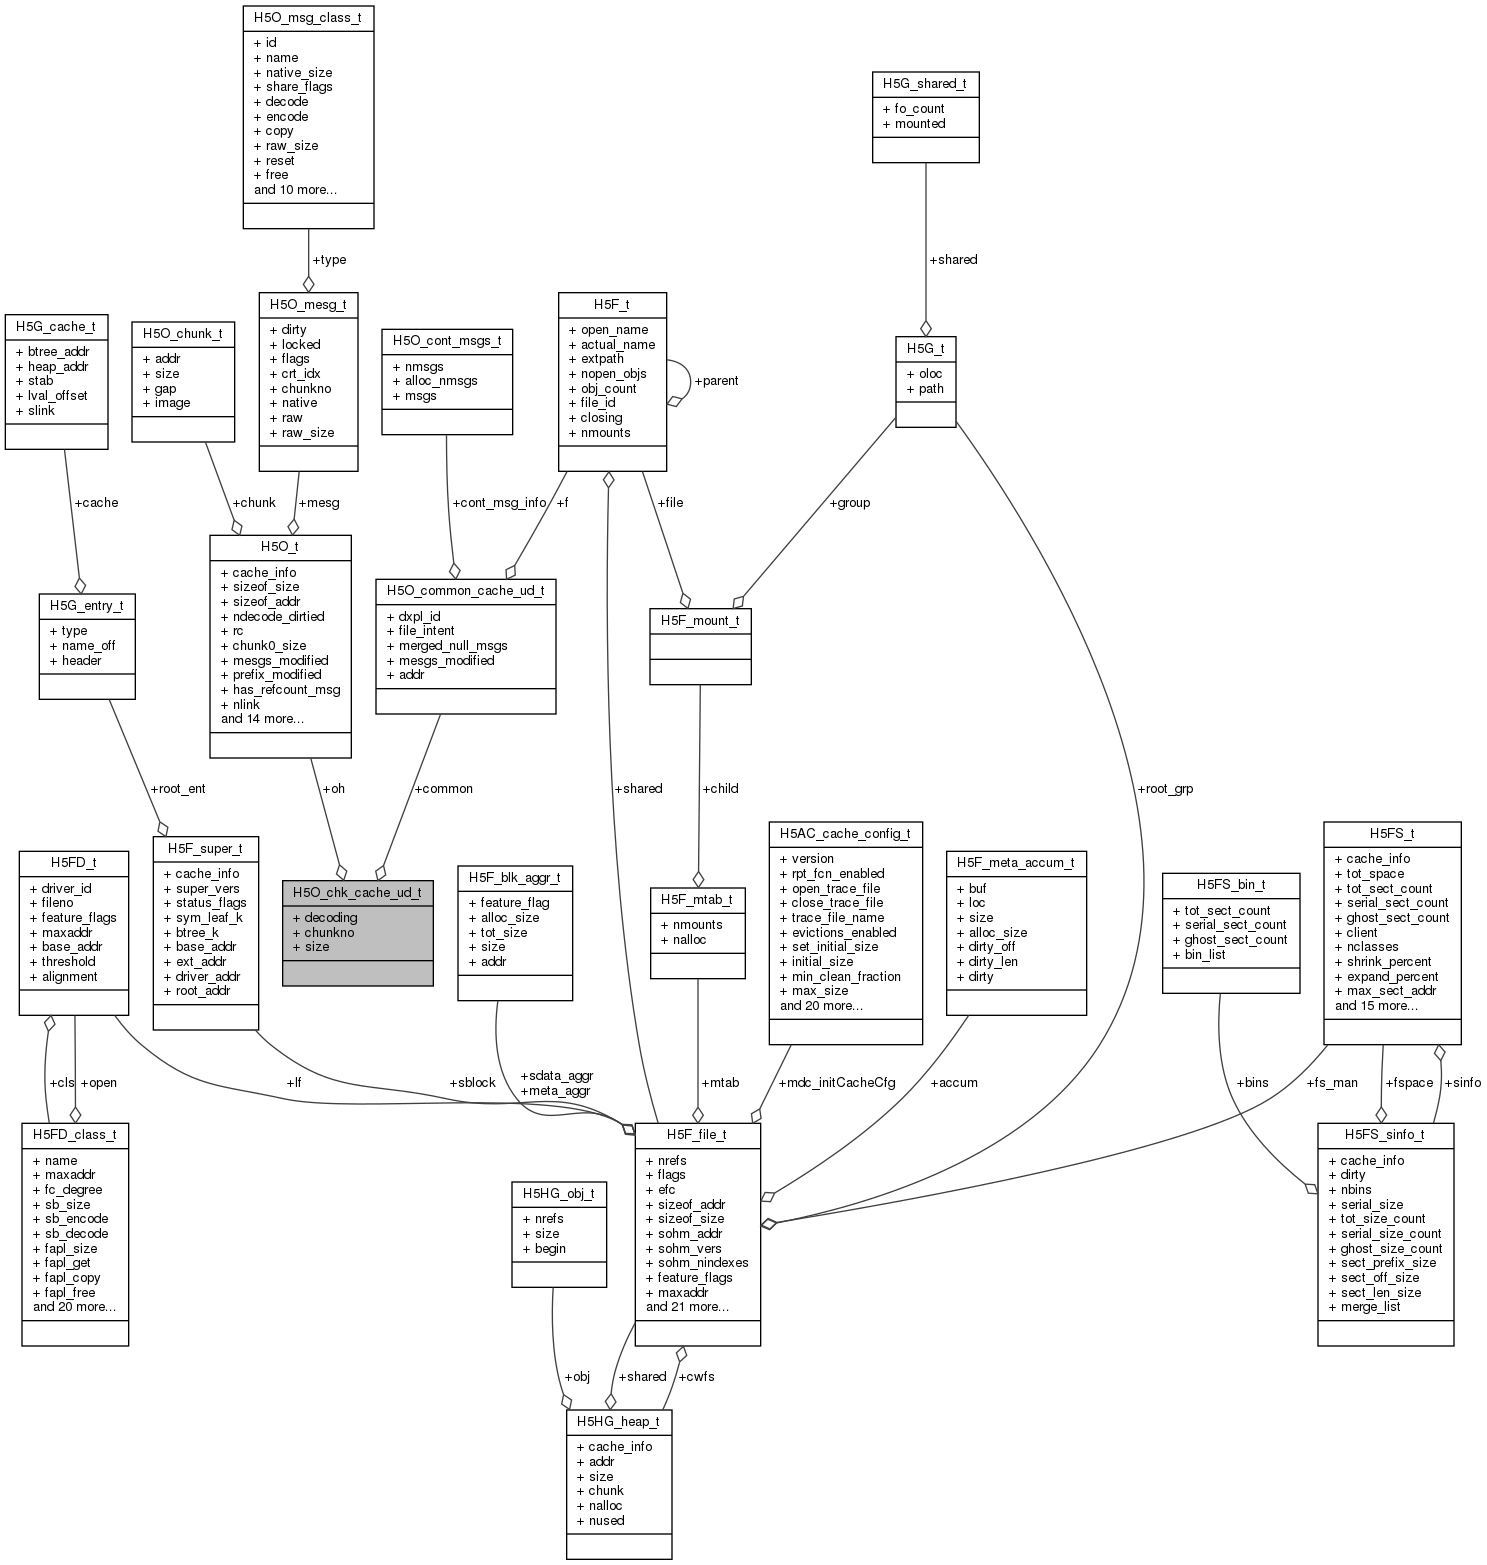 H5O_msg_class_t
+ id
+ name
+ native_size
+ share_flags
+ decode
+ encode
+ copy
+ raw_size
+ reset
+ free
and 10 more...
H5G_shared_t
+ fo_count
+ mounted
+type
+shared
H5G_cache_t
+ btree_addr
+ heap_addr
+ stab
+ lval_offset
+ slink
H5O_chunk_t
+ addr
+ size
+ gap
+ image
H5O_mesg_t
+ dirty
+ locked
+ flags
+ crt_idx
+ chunkno
+ native
+ raw
+ raw_size
H5O_cont_msgs_t
+ nmsgs
+ alloc_nmsgs
+ msgs
H5F_t
+ open_name
+ actual_name
+ extpath
+ nopen_objs
+ obj_count
+ file_id
+ closing
+ nmounts
+parent
H5G_t
+ oloc
+ path
+cache
+chunk
+mesg
+cont_msg_info
+f
+file
+group
H5G_entry_t
+ type
+ name_off
+ header
H5O_t
+ cache_info
+ sizeof_size
+ sizeof_addr
+ ndecode_dirtied
+ rc
+ chunk0_size
+ mesgs_modified
+ prefix_modified
+ has_refcount_msg
+ nlink
and 14 more...
H5O_common_cache_ud_t
+ dxpl_id
+ file_intent
+ merged_null_msgs
+ mesgs_modified
+ addr
H5F_mount_t
+root_ent
+oh
+common
+shared
+child
+root_grp
H5FD_t
+ driver_id
+ fileno
+ feature_flags
+ maxaddr
+ base_addr
+ threshold
+ alignment
H5F_super_t
+ cache_info
+ super_vers
+ status_flags
+ sym_leaf_k
+ btree_k
+ base_addr
+ ext_addr
+ driver_addr
+ root_addr
H5O_chk_cache_ud_t
+ decoding
+ chunkno
+ size
H5F_blk_aggr_t
+ feature_flag
+ alloc_size
+ tot_size
+ size
+ addr
H5F_mtab_t
+ nmounts
+ nalloc
H5AC_cache_config_t
+ version
+ rpt_fcn_enabled
+ open_trace_file
+ close_trace_file
+ trace_file_name
+ evictions_enabled
+ set_initial_size
+ initial_size
+ min_clean_fraction
+ max_size
and 20 more...
H5F_meta_accum_t
+ buf
+ loc
+ size
+ alloc_size
+ dirty_off
+ dirty_len
+ dirty
H5FS_bin_t
+ tot_sect_count
+ serial_sect_count
+ ghost_sect_count
+ bin_list
H5FS_t
+ cache_info
+ tot_space
+ tot_sect_count
+ serial_sect_count
+ ghost_sect_count
+ client
+ nclasses
+ shrink_percent
+ expand_percent
+ max_sect_addr
and 15 more...
+cls
+open
+lf
+sblock
+sdata_aggr
+meta_aggr
+mtab
+mdc_initCacheCfg
+accum
+bins
+fs_man
+fspace
+sinfo
H5FD_class_t
+ name
+ maxaddr
+ fc_degree
+ sb_size
+ sb_encode
+ sb_decode
+ fapl_size
+ fapl_get
+ fapl_copy
+ fapl_free
and 20 more...
H5HG_obj_t
+ nrefs
+ size
+ begin
H5F_file_t
+ nrefs
+ flags
+ efc
+ sizeof_addr
+ sizeof_size
+ sohm_addr
+ sohm_vers
+ sohm_nindexes
+ feature_flags
+ maxaddr
and 21 more...
H5FS_sinfo_t
+ cache_info
+ dirty
+ nbins
+ serial_size
+ tot_size_count
+ serial_size_count
+ ghost_size_count
+ sect_prefix_size
+ sect_off_size
+ sect_len_size
+ merge_list
+obj
+shared
+cwfs
H5HG_heap_t
+ cache_info
+ addr
+ size
+ chunk
+ nalloc
+ nused